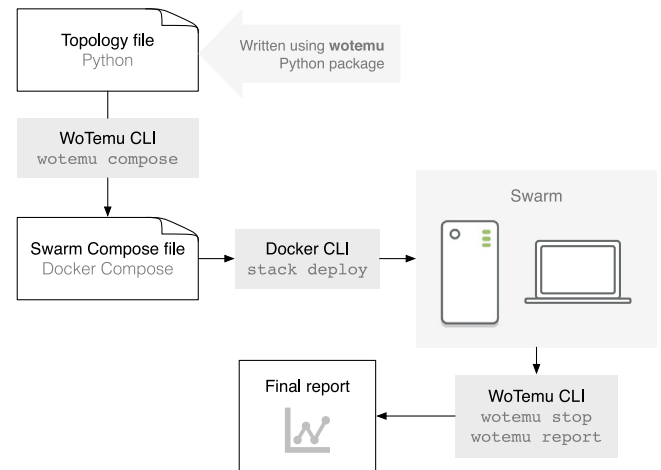 Topology file
Python
Written using wotemu
Python package
WoTemu CLI
wotemu compose
Swarm Compose file
Docker Compose
Docker CLI
stack deploy
Swarm
Final report
WoTemu CLI
wotemu stop
wotemu report